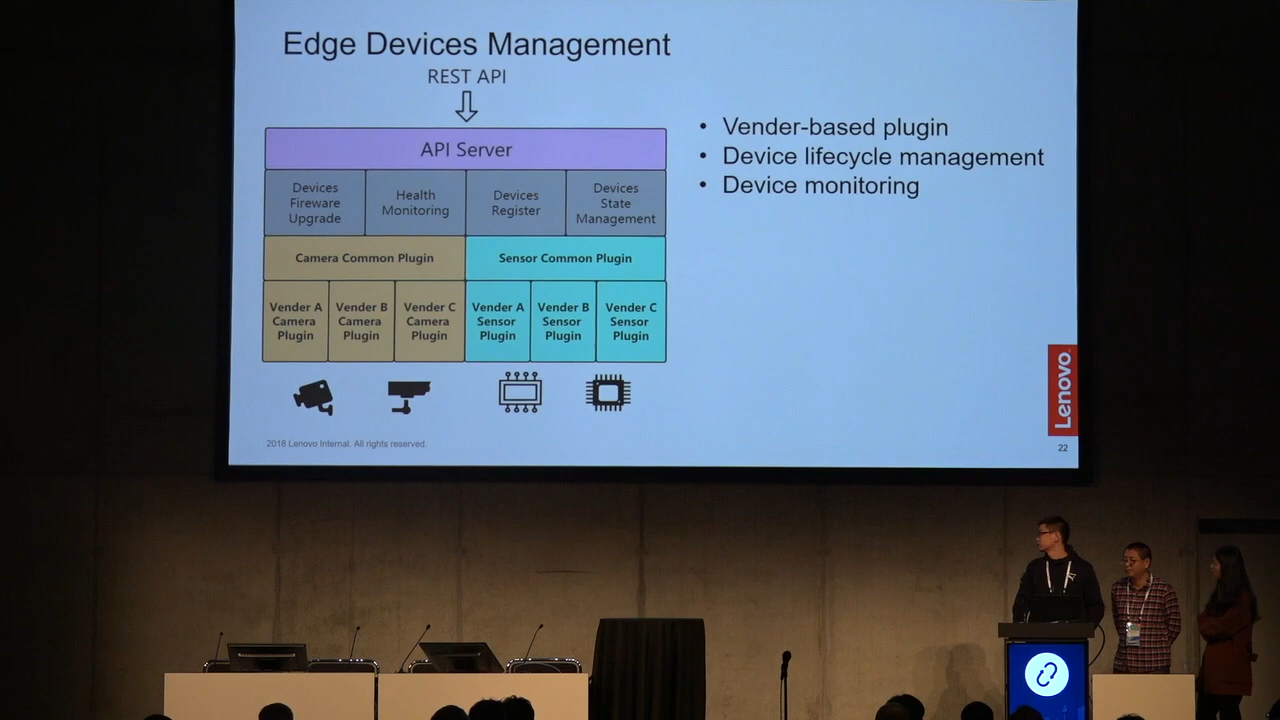 Edge Devices Management
REST API
API Server
Devices
Fireware
Upgrade
Health
Monitoring
Devices
Register
Devices
State
Management
Camera Common Plugin
Sensor Common Plugin
Vender A
Camera
Plugin
Vender B
Camera
Plugin
Vender C
Camera
Plugin
Vender A
Sensor
Plugin
Vender B
Sensor
Plugin
Vender C
Sensor
Plugin
• Vender-based plugin
• Device lifecycle management
• Device monitoring
Lenovo
2018 Lenovo Internal. All rights reserved.
22